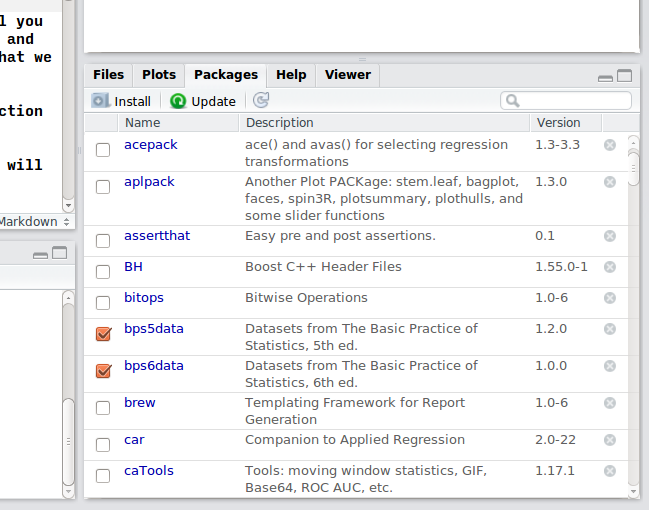 l you
and
hat we
ction
will
Markdown
Files Plots Packages Help Viewer
Install Update
Name Description Version
acepack ace() and avas() for selecting regression 1.3-3.3
transformations
aplpack Another Plot PACKage: stem.leaf, bagplot, 1.3.0
faces, spin3R, plotsummary, plothulls, and
some slider functions
assertthat Easy pre and post assertions. 0.1
BH Boost C++ Header Files 1.55.0-1
bitops Bitwise Operations 1.0-6
bps5data Datasets from The Basic Practice of 1.2.0
Statistics, 5th ed.
bps6data Datasets from The Basic Practice of 1.0.0
Statistics, 6th ed.
brew Templating Framework for Report 1.0-6
Generation
car Companion to Applied Regression 2.0-22
caTools Tools: moving window statistics, GIF, 1.17.1
Base64, ROC AUC, etc.